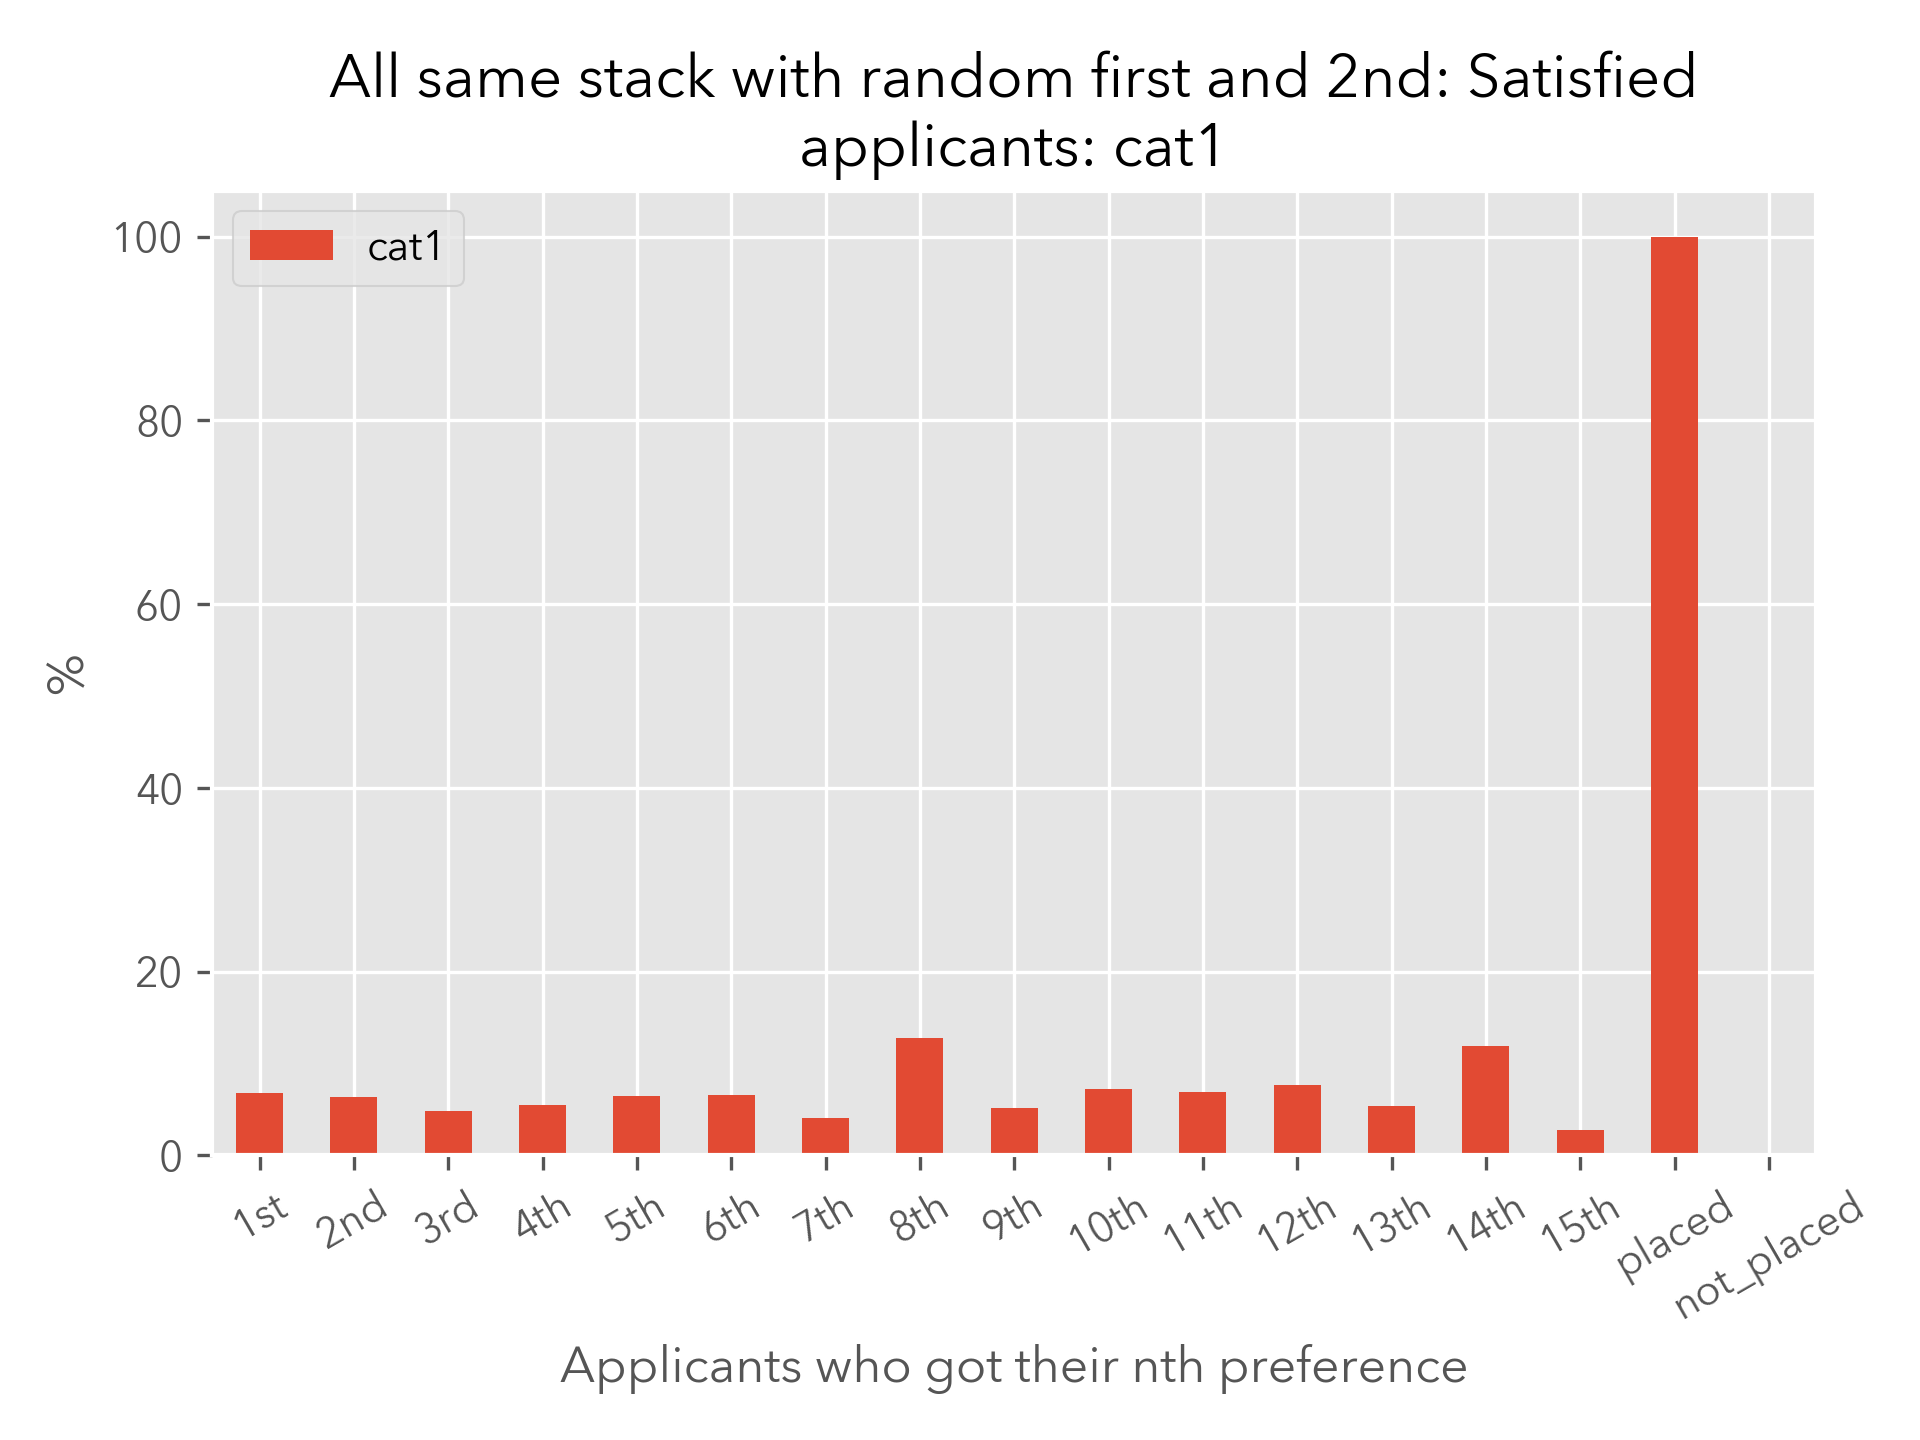 All same stack with random first and 2nd: Satisfied
applicants: cat1
cat1
100
80
60
40
20
0
%
1st 2nd 3rd 4th 5th 6th 7th 8th 9th 10th 11th 12th 13th 14th 15th placed not_placed
Applicants who got their nth preference